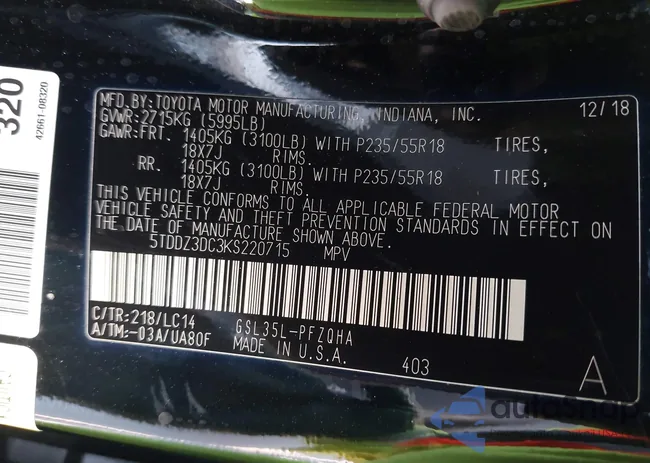 320
42661-08320
MFD. BY:TOYOTA MOTOR MANUFACTURING, INDIANA, INC. 12/18
GVWR:2715KG (5995LB)
GAWR:FRT. 1405KG (3100LB) WITH P235/55R18 TIRES,
18X7J RIMS.
RR. 1405KG (3100LB) WITH P235/55R18 TIRES,
18X7J RIMS.
THIS VEHICLE CONFORMS TO ALL APPLICABLE FEDERAL MOTOR
VEHICLE SAFETY AND THEFT PREVENTION STANDARDS IN EFFECT ON
THE DATE OF MANUFACTURE SHOWN ABOVE.
5TDDZ3DC3KS220715 MPV
C/TR:218/LC14 GSL35L-PFZQHA
A/TM:-03A/UA80F MADE IN U.S.A. 403
A
autoSnap